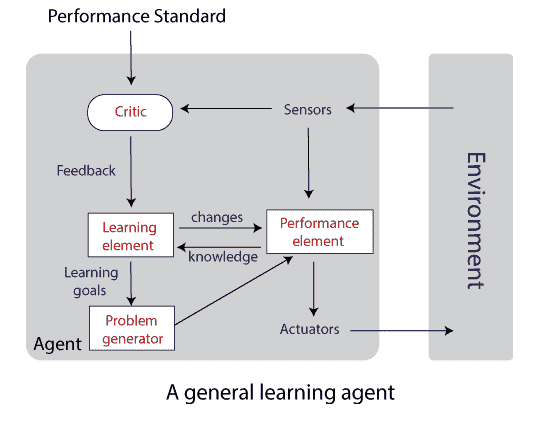 Performance Standard
Critic
Sensors
Feedback
changes
Learning
element
Performance
element
knowledge
Learning
goals
Problem
generator
Agent
Actuators
Environment
A general learning agent